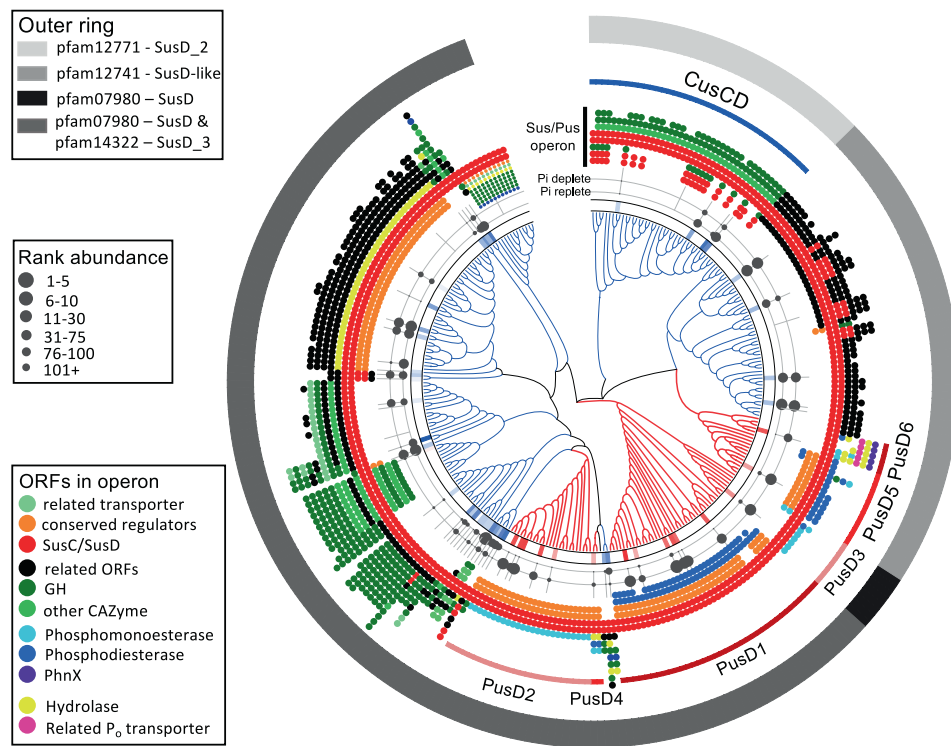 Outer ring
pfam12771 - SusD_2
pfam12741 - SusD-like
pfam07980 – SusD
pfam07980 – SusD &
pfam14322 – SusD_3
Rank abundance
1-5
6-10
11-30
31-75
76-100
101+
ORFs in operon
related transporter
conserved regulators
SusC/SusD
related ORFs
GH
other CAZyme
Phosphomonoesterase
Phosphodiesterase
PhnX
Hydrolase
Related Po transporter
CusCD
Sus/Pus
operon
Pi deplete
Pi replete
PusD6
PusD5
PusD3
PusD1
PusD4
PusD2